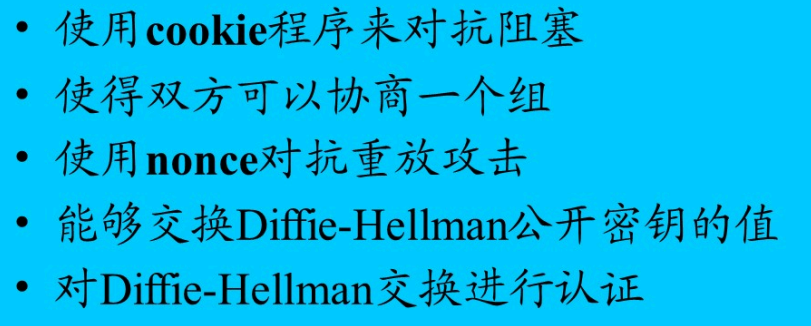 • 使用cookie程序来对抗阻塞
• 使得双方可以协商一个组
• 使用nonce对抗重放攻击
• 能够交换Diffie-Hellman公开密钥的值
• 对Diffie-Hellman交换进行认证